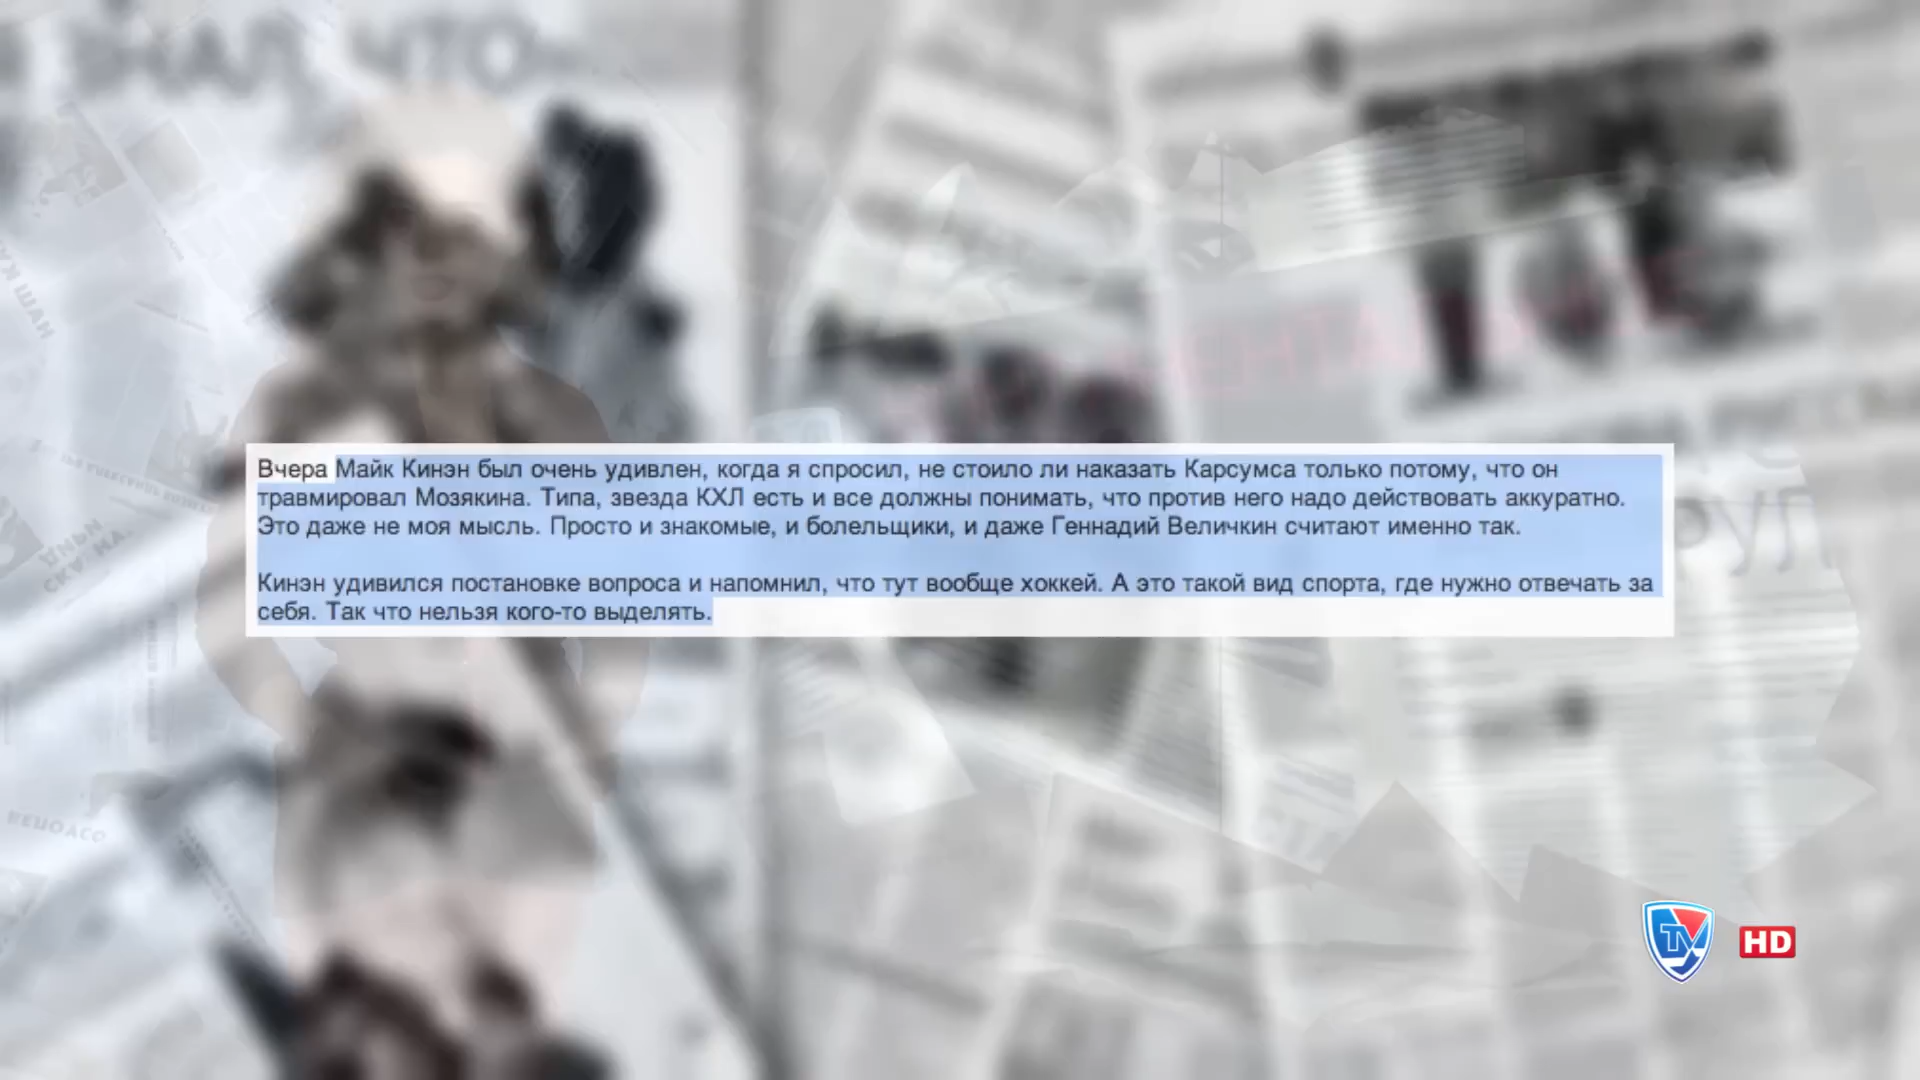 ЗНАЛ, ЧТО
Вчера Майк Кинэн был очень удивлен, когда я спросил, не стоило ли наказать Карсумса только потому, что он
травмировал Мозякина. Типа, звезда КХЛ есть и все должны понимать, что против него надо действовать аккуратно.
Это даже не моя мысль. Просто и знакомые, и болельщики, и даже Геннадий Величкин считают именно так.
Кинэн удивился постановке вопроса и напомнил, что тут вообще хоккей. А это такой вид спорта, где нужно отвечать за
себя. Так что нельзя кого-то выделять.
TV
HD